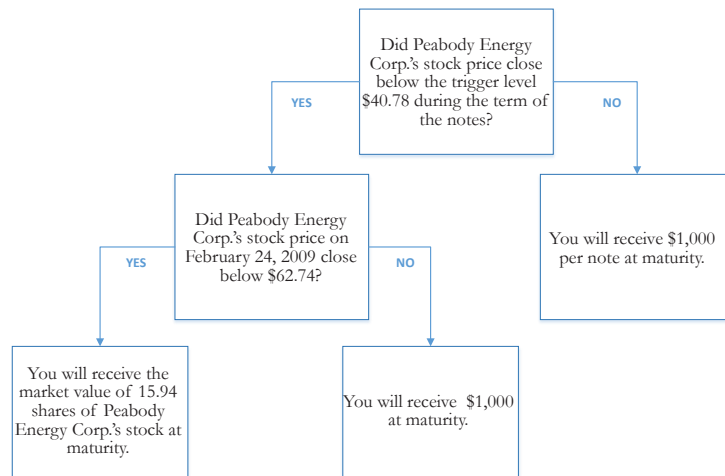 Did Peabody Energy
Corp.'s stock price close
below the trigger level
$40.78 during the term of
the notes?
YES
NO
Did Peabody Energy
Corp.'s stock price on
February 24, 2009 close
below $62.74?
You will receive $1,000
per note at maturity.
YES
NO
You will receive the
market value of 15.94
shares of Peabody
Energy Corp.'s stock at
maturity.
You will receive $1,000
at maturity.